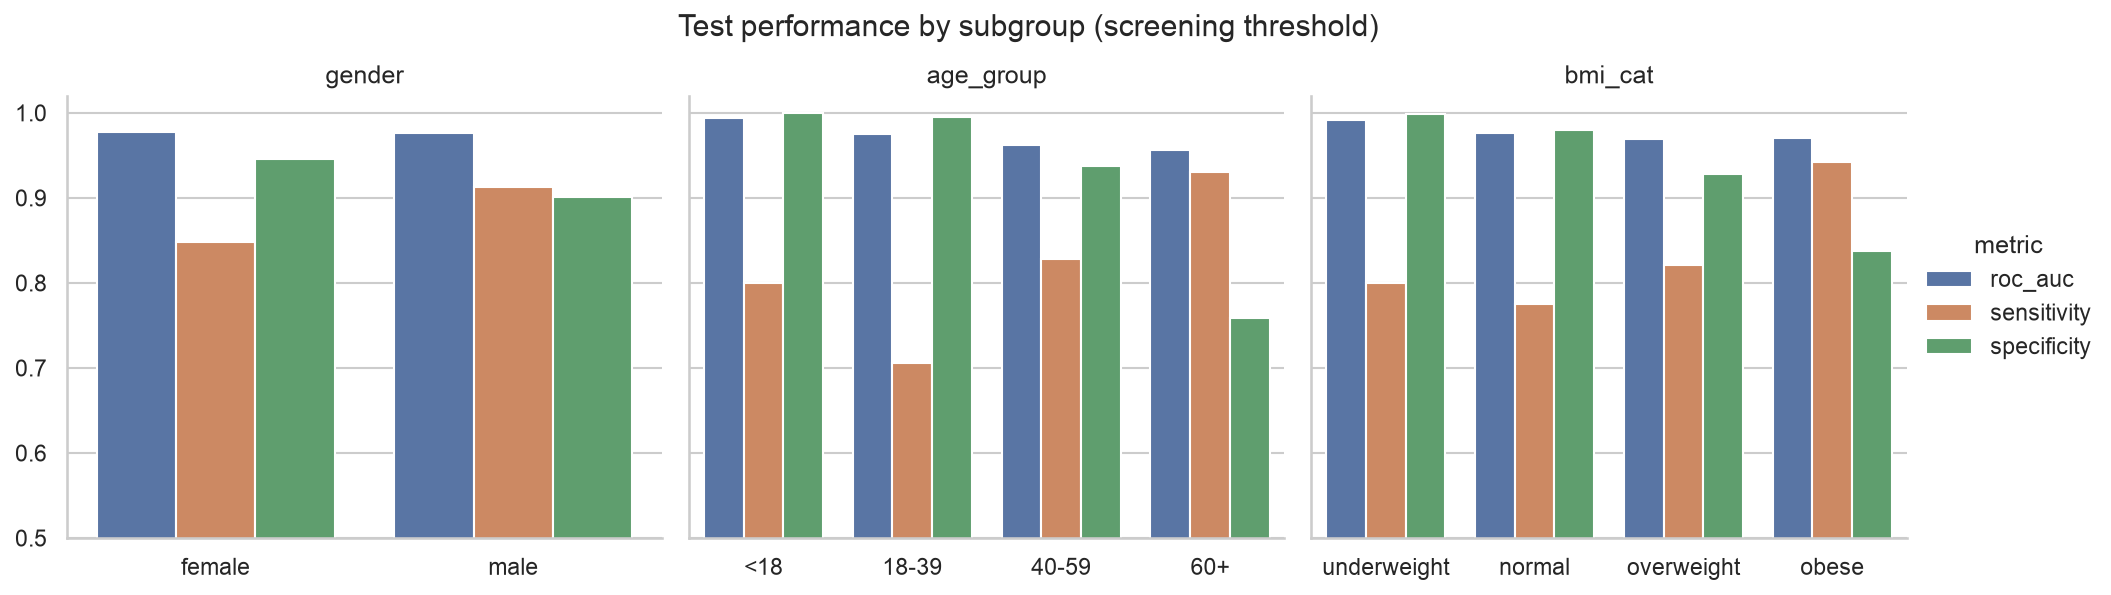 Test performance by subgroup (screening threshold)
gender
age_group
bmi_cat
1.0
0.9
0.8
0.7
0.6
0.5
female
male
<18
18-39
40-59
60+
underweight
normal
overweight
obese
metric
roc_auc
sensitivity
specificity